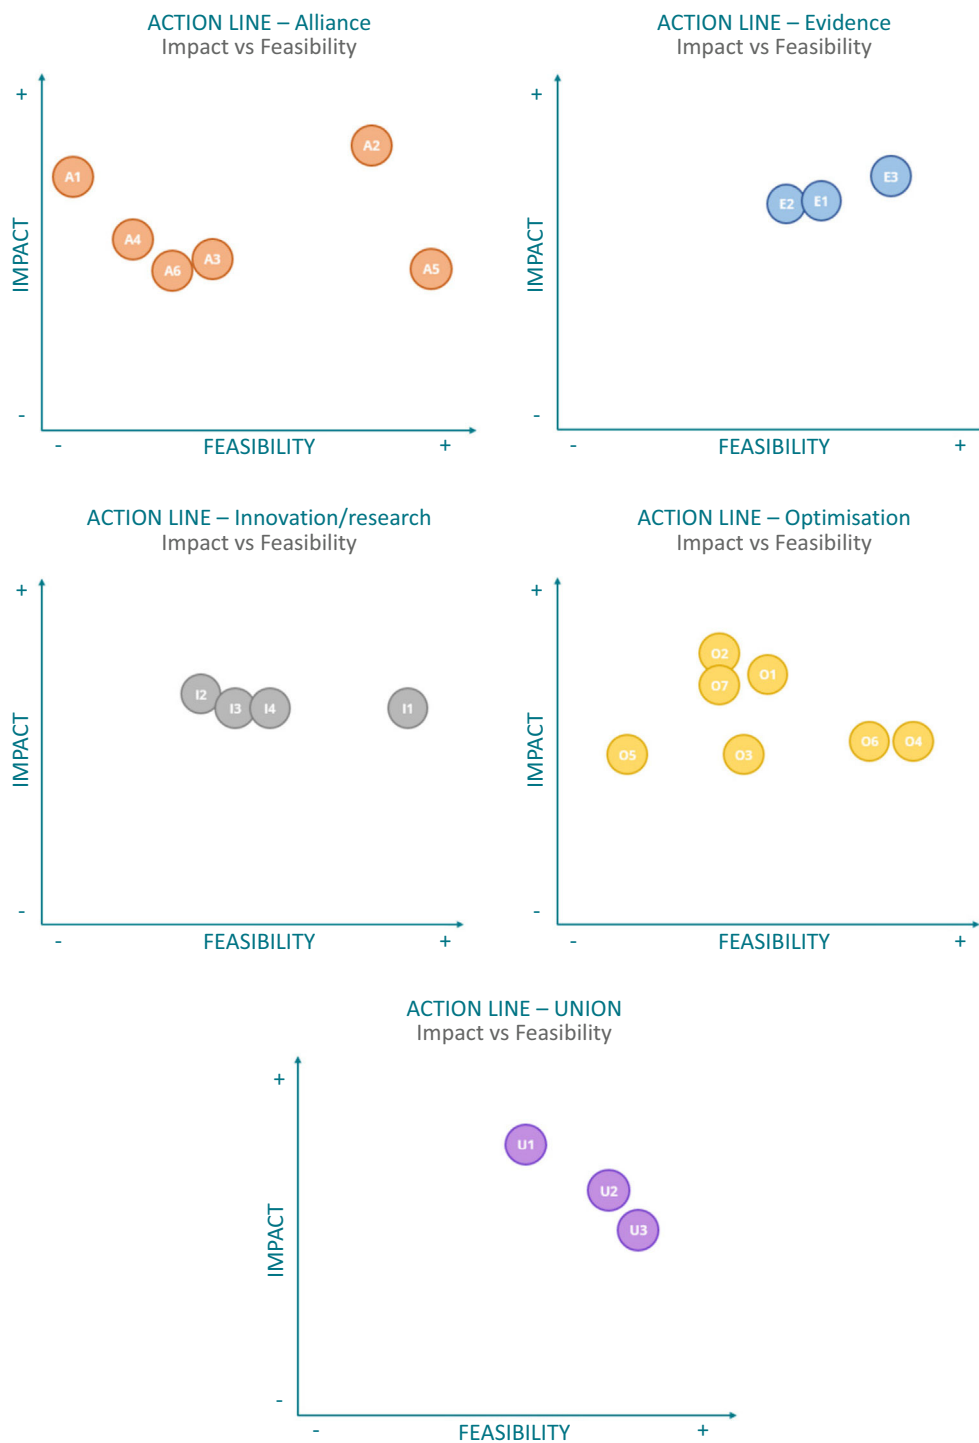 ACTION LINE – Alliance
Impact vs Feasibility
+
A2
A1
A4
A3
A6
A5
IMPACT
-
-
FEASIBILITY
+
ACTION LINE – Evidence
Impact vs Feasibility
+
E3
E2
E1
IMPACT
-
-
FEASIBILITY
+
ACTION LINE – Innovation/research
Impact vs Feasibility
+
I2
I3
I4
I1
IMPACT
-
-
FEASIBILITY
+
ACTION LINE – Optimisation
Impact vs Feasibility
+
O2
O1
O7
O6
O4
O5
O3
IMPACT
-
-
FEASIBILITY
+
ACTION LINE – UNION
Impact vs Feasibility
+
U1
U2
U3
IMPACT
-
-
FEASIBILITY
+